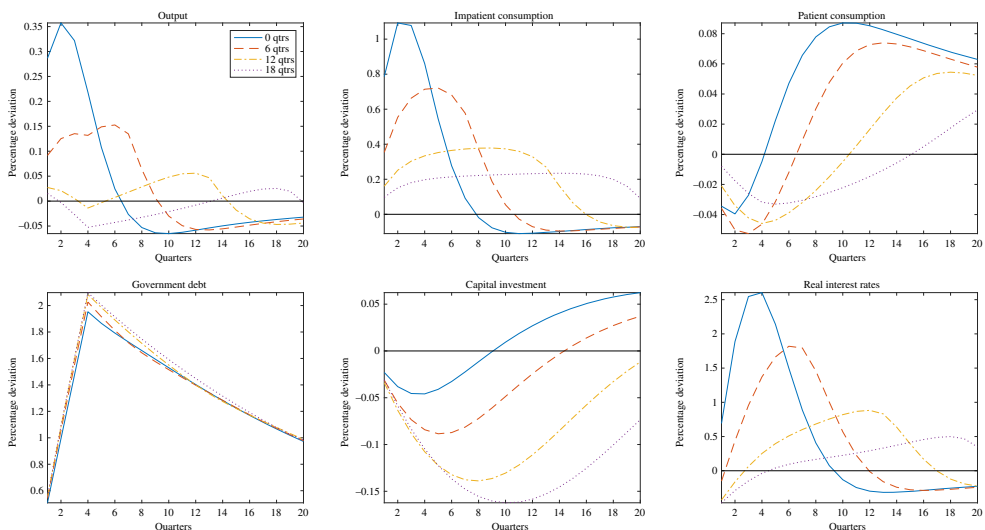 Output
Percentage deviation
0.35
0.3
0.25
0.2
0.15
0.1
0.05
0
−0.05
0 qtrs
6 qtrs
12 qtrs
18 qtrs
2 4 6 8 10 12 14 16 18 20
Quarters
Impatient consumption
Percentage deviation
1
0.8
0.6
0.4
0.2
0
2 4 6 8 10 12 14 16 18 20
Quarters
Patient consumption
Percentage deviation
0.08
0.06
0.04
0.02
0
−0.02
−0.04
2 4 6 8 10 12 14 16 18 20
Quarters
Government debt
Percentage deviation
2
1.8
1.6
1.4
1.2
1
0.8
0.6
2 4 6 8 10 12 14 16 18 20
Quarters
Capital investment
Percentage deviation
0.05
0
−0.05
−0.1
−0.15
2 4 6 8 10 12 14 16 18 20
Quarters
Real interest rates
Percentage deviation
2.5
2
1.5
1
0.5
0
2 4 6 8 10 12 14 16 18 20
Quarters